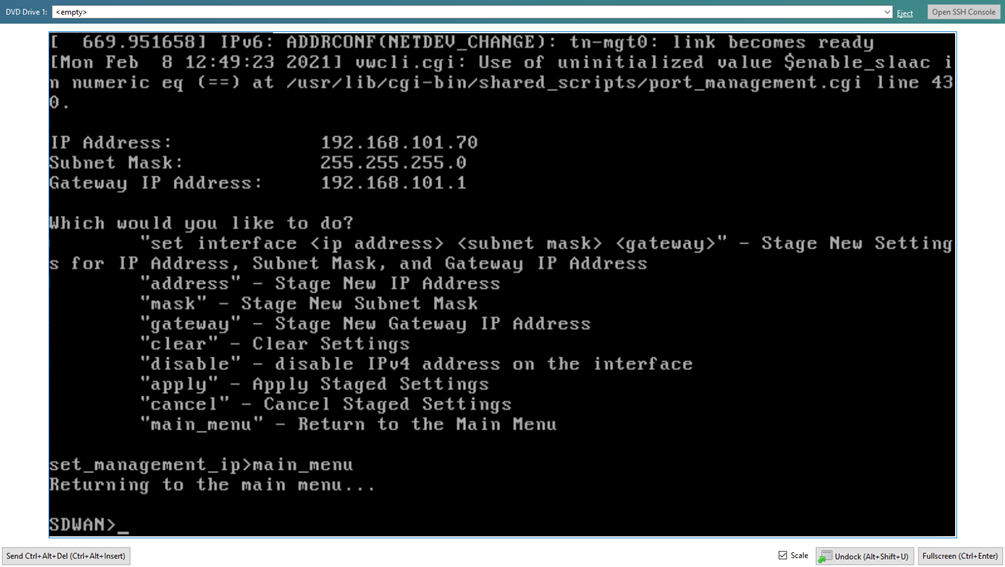 DVD Drive 1: <empty> Eject Open SSH Console
[  669.951658] IPv6: ADDRCONF(NETDEV_CHANGE): tn-mgt0: link becomes ready
[Mon Feb  8 12:49:23 2021] vwcli.cgi: Use of uninitialized value $enable_slaac i
n numeric eq (==) at /usr/lib/cgi-bin/shared_scripts/port_management.cgi line 43
0.
IP Address: 192.168.101.70
Subnet Mask: 255.255.255.0
Gateway IP Address: 192.168.101.1
Which would you like to do?
"set interface <ip address> <subnet mask> <gateway>" - Stage New Setting
s for IP Address, Subnet Mask, and Gateway IP Address
"address" - Stage New IP Address
"mask" - Stage New Subnet Mask
"gateway" - Stage New Gateway IP Address
"clear" - Clear Settings
"disable" - disable IPv4 address on the interface
"apply" - Apply Staged Settings
"cancel" - Cancel Staged Settings
"main_menu" - Return to the Main Menu
set_management_ip>main_menu
Returning to the main menu...
SDWAN>_
Send Ctrl+Alt+Del (Ctrl+Alt+Insert) Scale Undock (Alt+Shift+U) Fullscreen (Ctrl+Enter)